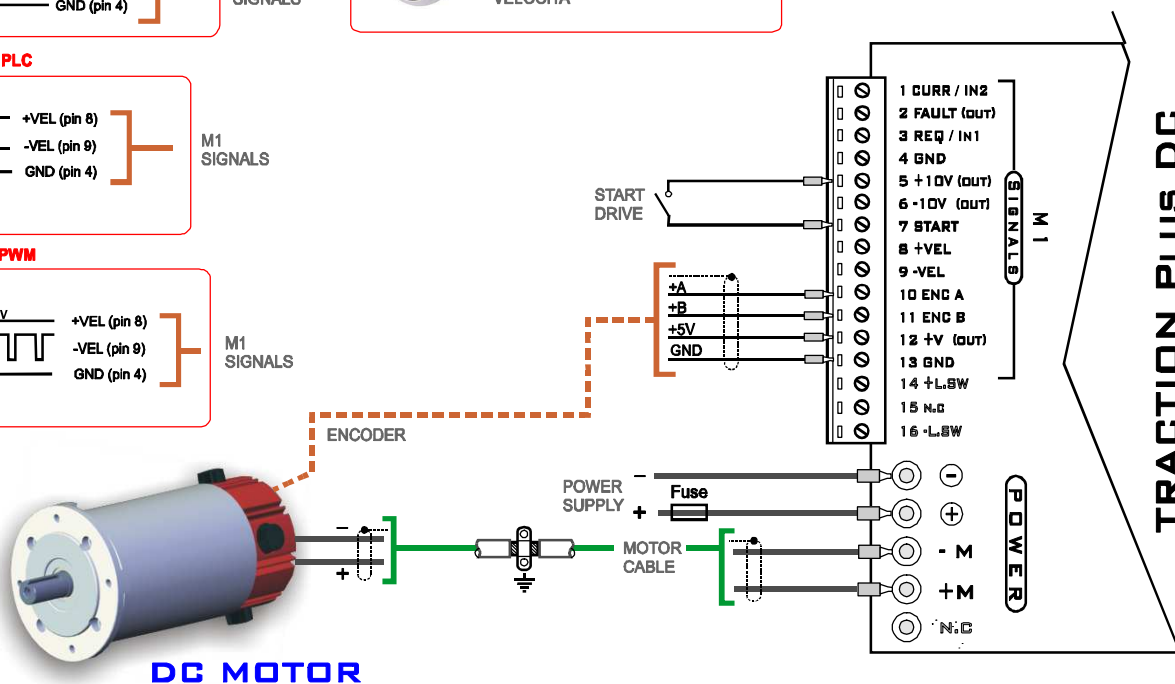 GND (pin 4)
SIGNALS
VELOCITA
PLC
+VEL (pin 8)
-VEL (pin 9)
GND (pin 4)
M1
SIGNALS
PWM
V
+VEL (pin 8)
-VEL (pin 9)
GND (pin 4)
M1
SIGNALS
START
DRIVE
+A
+B
+5V
GND
ENCODER
1 CURR / IN2
2 FAULT (OUT)
3 REQ / IN1
4 GND
5 +10V (OUT)
6 -10V (OUT)
7 START
8 +VEL
9 -VEL
10 ENC A
11 ENC B
12 +V (OUT)
13 GND
14 +L.SW
15 N.C
16 -L.SW
SIGNALS
M 1
TRACTION PLUS DC
POWER
SUPPLY
−
+
Fuse
−
+
MOTOR
CABLE
-
+
- M
+M
N.C
POWER
DC MOTOR